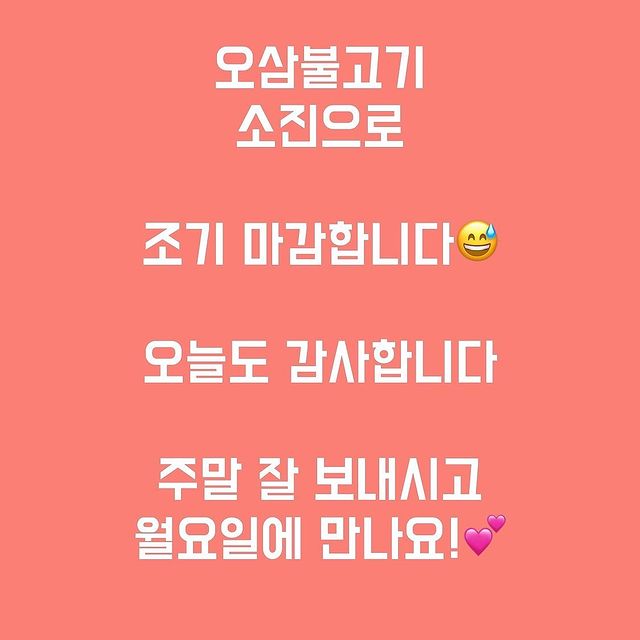 오삼불고기
소진으로
조기 마감합니다😅
오늘도 감사합니다
주말 잘 보내시고
월요일에 만나요!💕